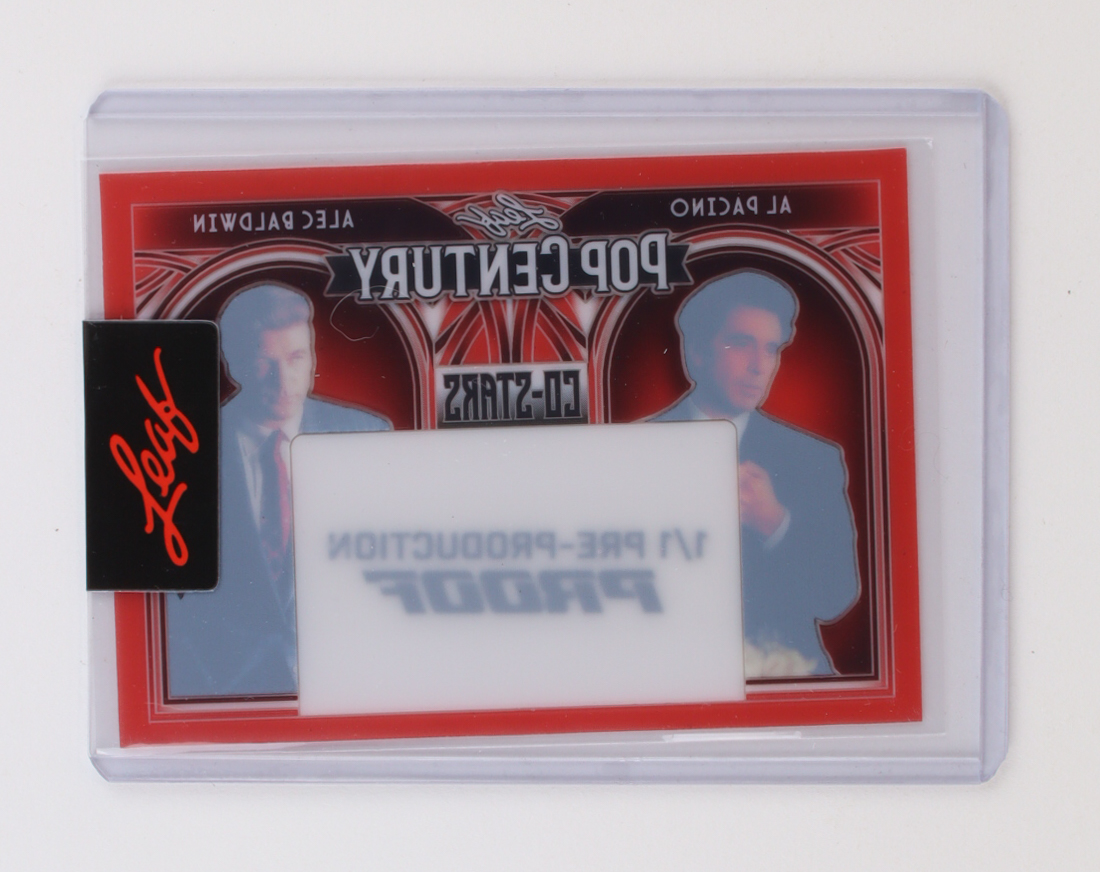 ALEC BALDWIN
Leaf
AL PACINO
POP CENTURY
CO-STARS
Leaf
1/1 PRE-PRODUCTION
PROOF